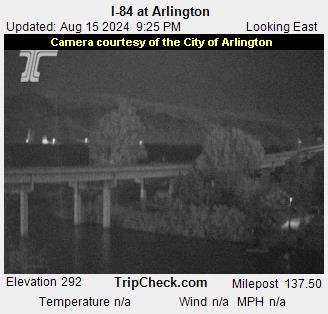 I-84 at Arlington
Updated: Aug 15 2024 9:25 PM Looking East
Camera courtesy of the City of Arlington
Elevation 292 TripCheck.com Milepost 137.50
Temperature n/a Wind n/a MPH n/a